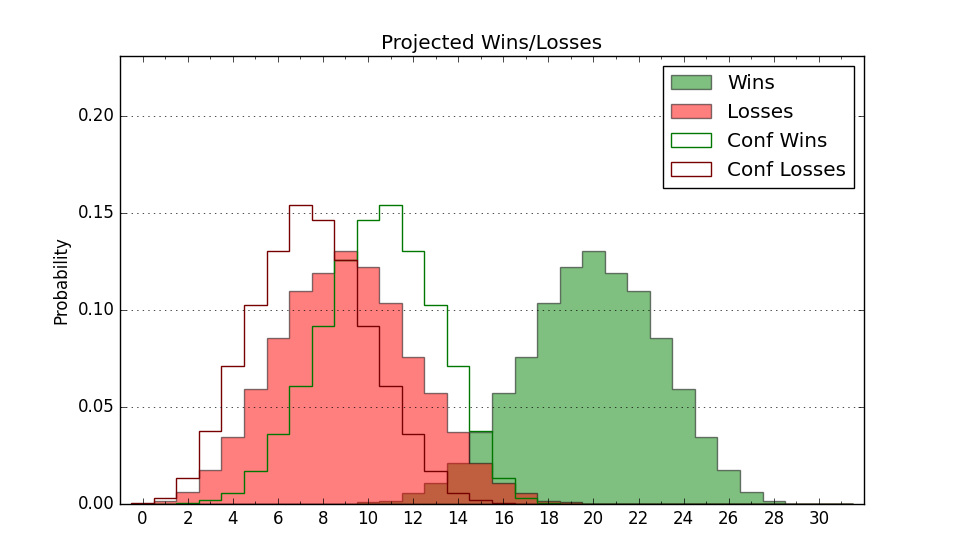 Projected Wins/Losses
Wins
Losses
Conf Wins
Conf Losses
Probability
0.20
0.15
0.10
0.05
0.00
0 2 4 6 8 10 12 14 16 18 20 22 24 26 28 30